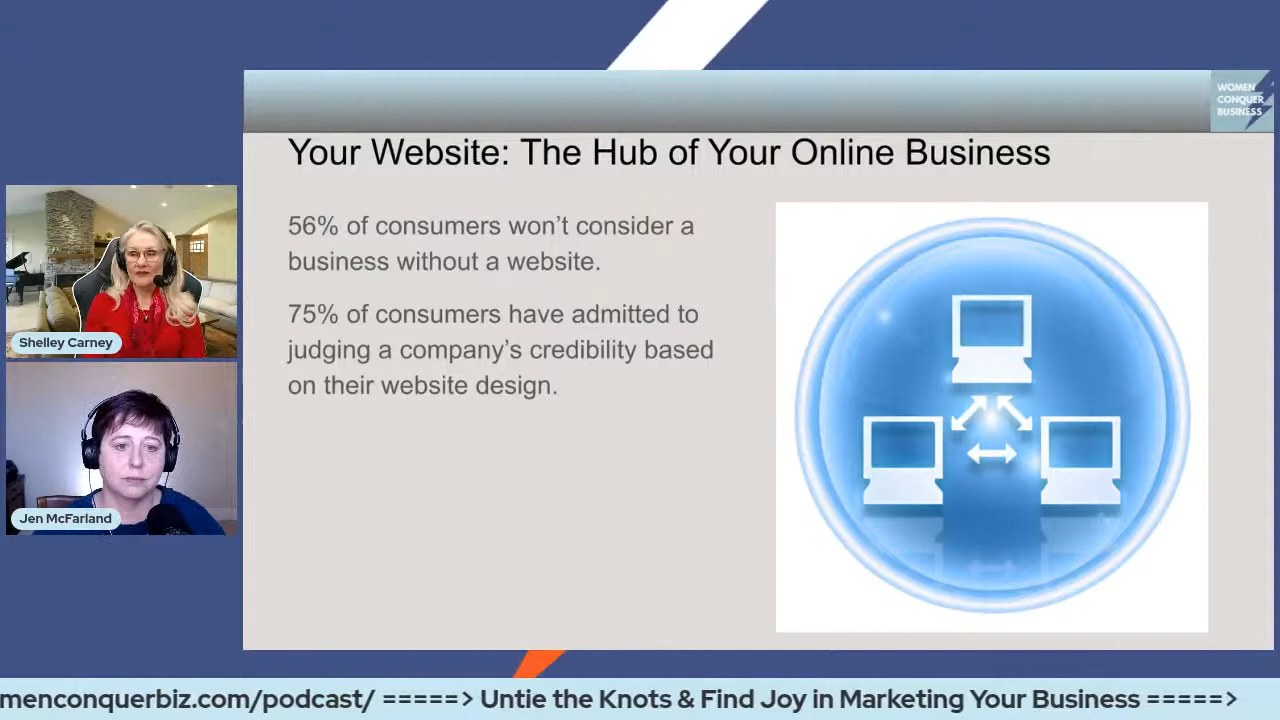 WOMEN
CONQUER
BUSINESS
Your Website: The Hub of Your Online Business
56% of consumers won’t consider a
business without a website.
75% of consumers have admitted to
judging a company’s credibility based
on their website design.
Shelley Carney
Jen McFarland
menconquerbiz.com/podcast/ =====> Untie the Knots & Find Joy in Marketing Your Business =====>